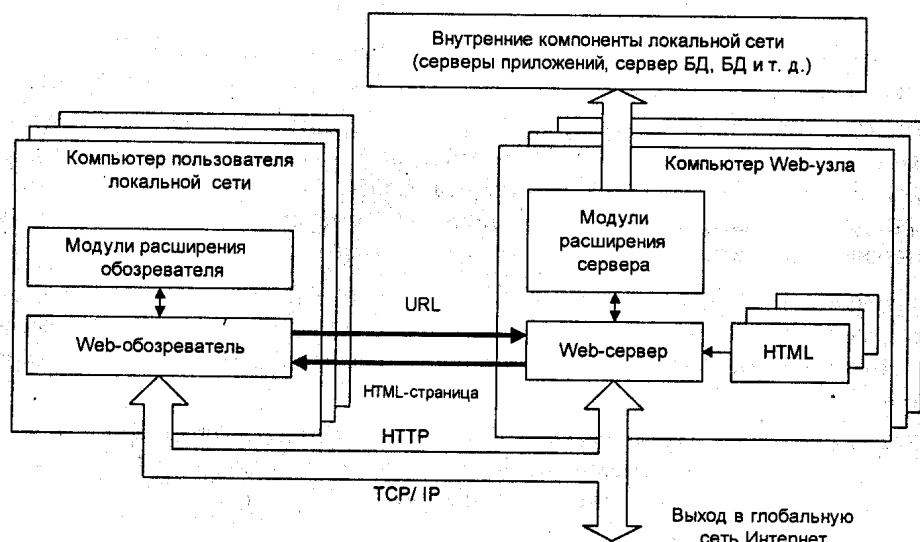 Внутренние компоненты локальной сети
(серверы приложений, сервер БД, БД и т. д.)
Компьютер пользователя
локальной сети
Компьютер Web-узла
Модули расширения
обозревателя
Модули
расширения
сервера
URL
Web-обозреватель
Web-сервер
HTML
HTML-страница
HTTP
TCP/ IP
Выход в глобальную
сеть Интернет